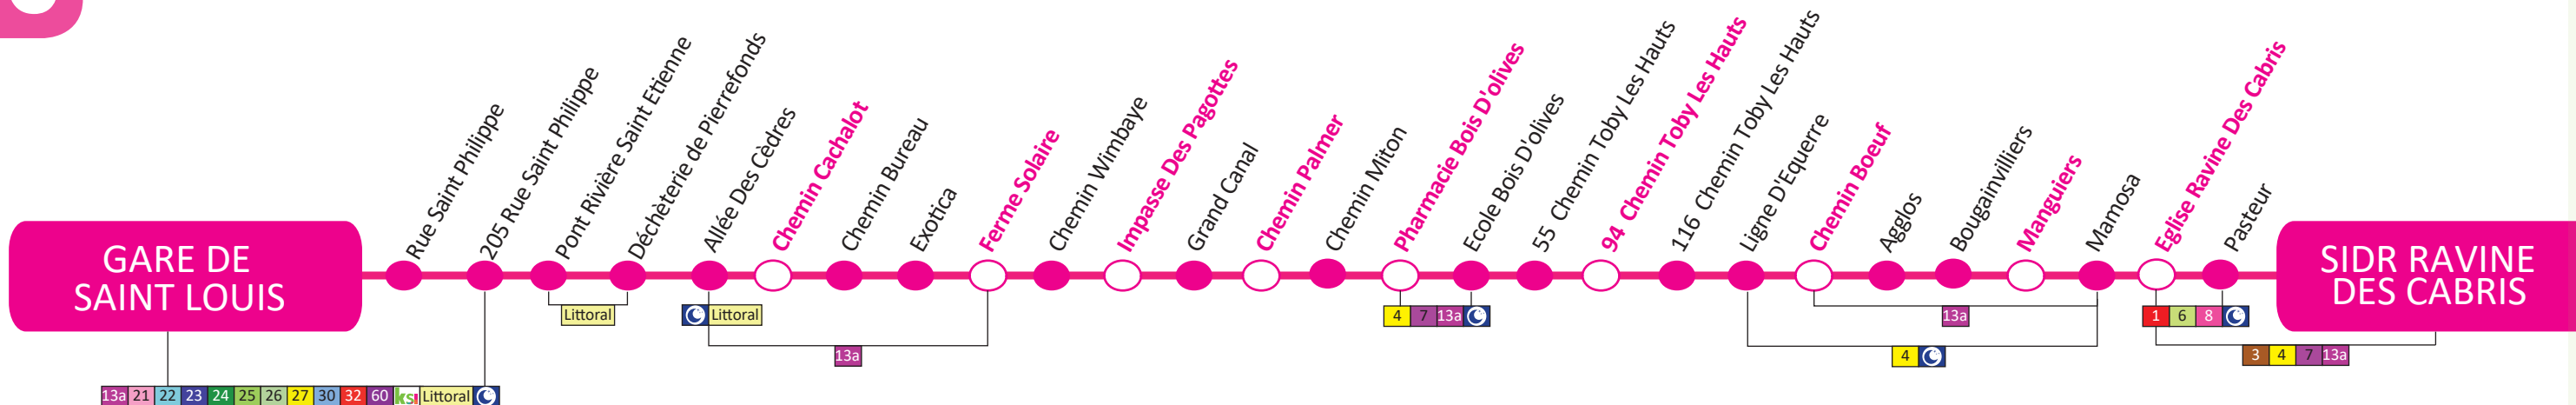 GARE DE
SAINT LOUIS
Rue Saint Philippe
205 Rue Saint Philippe
Pont Rivière Saint Etienne
Déchèterie de Pierrefonds
Allée Des Cèdres
Chemin Cachalot
Chemin Bureau
Exotica
Ferme Solaire
Chemin Wimbaye
Impasse Des Pagottes
Grand Canal
Chemin Palmer
Chemin Miton
Pharmacie Bois D'olives
Ecole Bois D'olives
55 Chemin Toby Les Hauts
94 Chemin Toby Les Hauts
116 Chemin Toby Les Hauts
Ligne D'Equerre
Chemin Boeuf
Agglos
Bougainvilliers
Manguiers
Mamosa
Eglise Ravine Des Cabris
Pasteur
SIDR RAVINE
DES CABRIS
Littoral
Littoral
4 7 13a
13a
1 6 8
13a
4
3 4 7 13a
13a 21 22 23 24 25 26 27 30 32 60 ksi Littoral